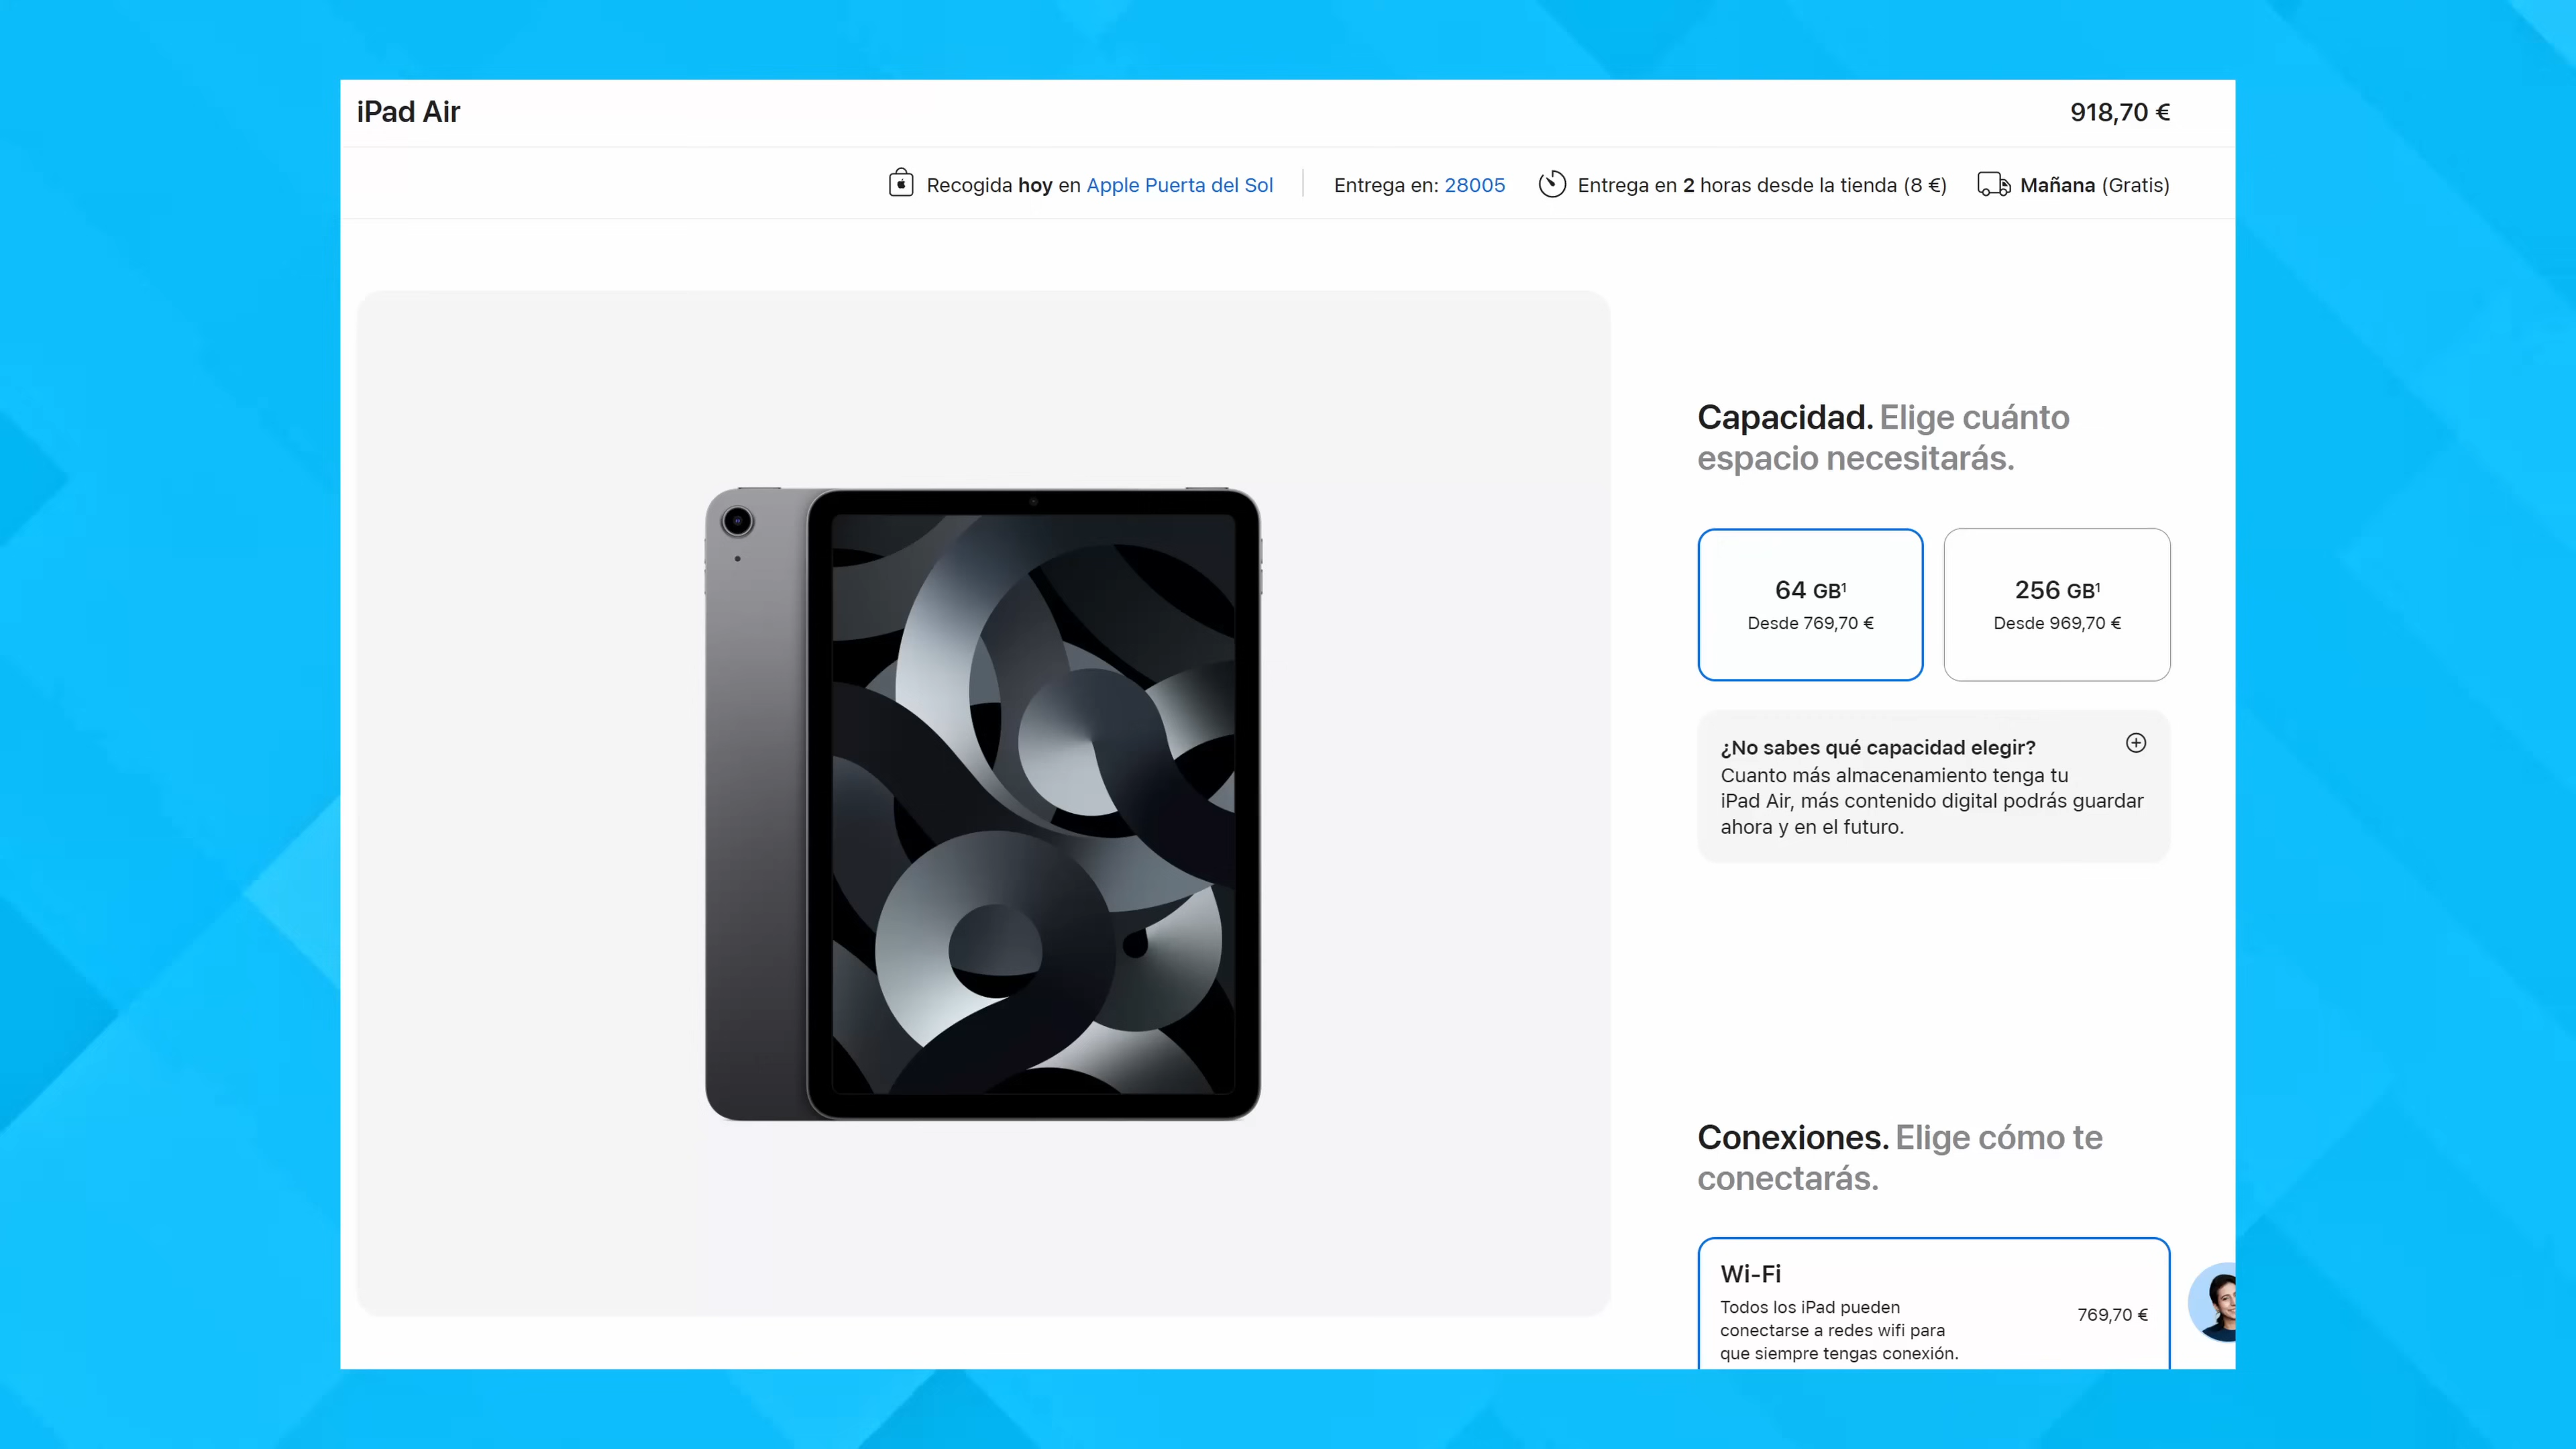 iPad Air
918,70 €
Recogida hoy en Apple Puerta del Sol
Entrega en: 28005
Entrega en 2 horas desde la tienda (8 €)
Mañana (Gratis)
Capacidad. Elige cuánto
espacio necesitarás.
64 GB¹
Desde 769,70 €
256 GB¹
Desde 969,70 €
¿No sabes qué capacidad elegir?
Cuanto más almacenamiento tenga tu
iPad Air, más contenido digital podrás guardar
ahora y en el futuro.
Conexiones. Elige cómo te
conectarás.
Wi-Fi
Todos los iPad pueden
conectarse a redes wifi para
que siempre tengas conexión.
769,70 €